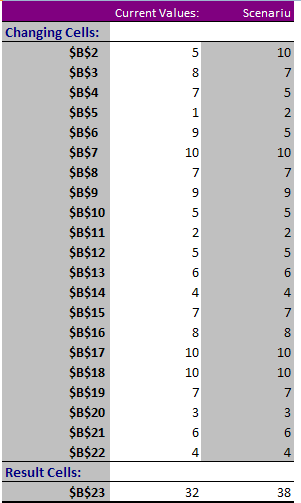 Current Values: Scenariu
Changing Cells:
$B$2 5 10
$B$3 8 7
$B$4 7 5
$B$5 1 2
$B$6 9 5
$B$7 10 10
$B$8 7 7
$B$9 9 9
$B$10 5 5
$B$11 2 2
$B$12 5 5
$B$13 6 6
$B$14 4 4
$B$15 7 7
$B$16 8 8
$B$17 10 10
$B$18 10 10
$B$19 7 7
$B$20 3 3
$B$21 6 6
$B$22 4 4
Result Cells:
$B$23 32 38